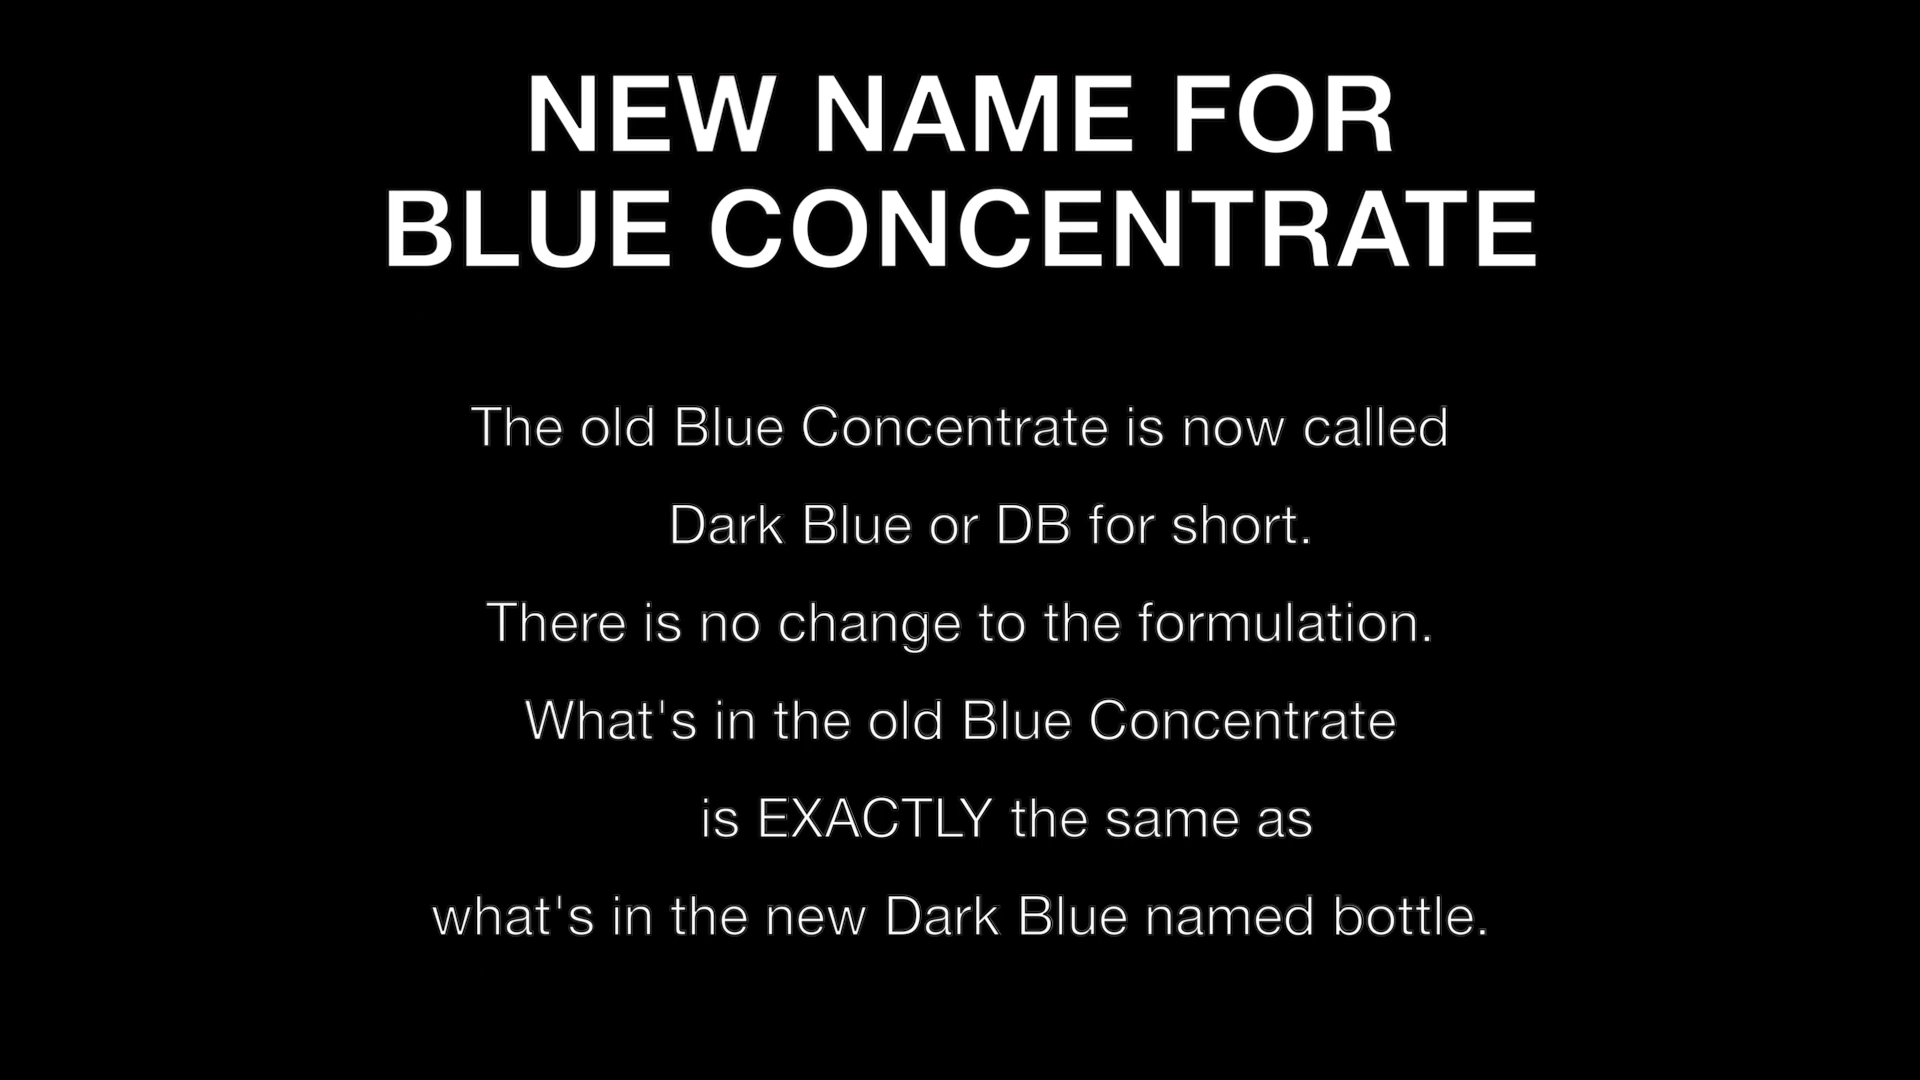 NEW NAME FOR
BLUE CONCENTRATE
The old Blue Concentrate is now called
Dark Blue or DB for short.
There is no change to the formulation.
What's in the old Blue Concentrate
is EXACTLY the same as
what's in the new Dark Blue named bottle.